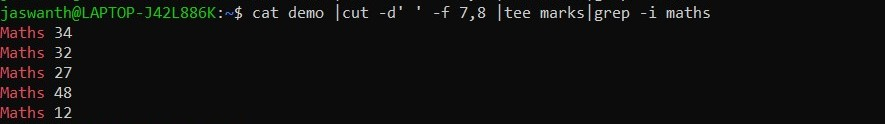 jaswanth@LAPTOP-J42L886K:~$ cat demo |cut -d' ' -f 7,8 |tee marks|grep -i maths
Maths 34
Maths 32
Maths 27
Maths 48
Maths 12